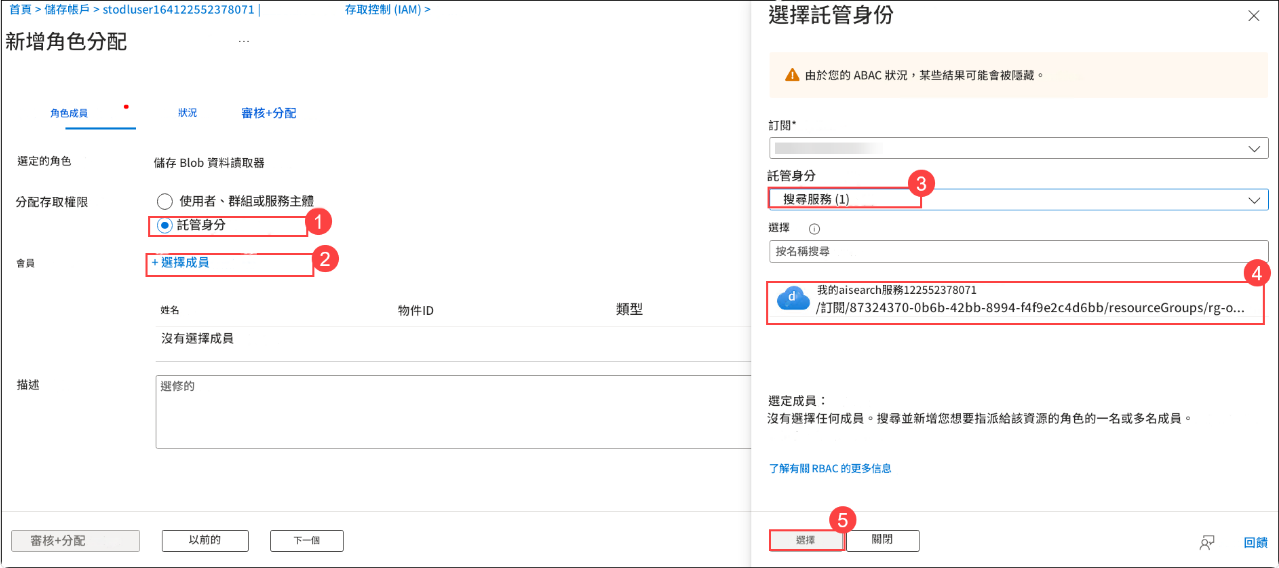 首頁 > 儲存帳戶 > stodluser164122552378071 |
存取控制 (IAM) >
新增角色分配
...
角色成員
狀況
審核+分配
選定的角色
儲存 Blob 資料讀取器
分配存取權限
使用者、群組或服務主體
託管身分
1
會員
+ 選擇成員
2
姓名
物件ID
類型
沒有選擇成員
描述
選修的
審核+分配
以前的
下一個
選擇託管身份
由於您的 ABAC 狀況，某些結果可能會被隱藏。
訂閱*
託管身分
3
搜尋服務 (1)
選擇
按名稱搜尋
4
我的aisearch服務122552378071
/訂閱/87324370-0b6b-42bb-8994-f4f9e2c4d6bb/resourceGroups/rg-o...
選定成員：
沒有選擇任何成員。搜尋並新增您想要指派給該資源的角色的一名或多名成員。
了解有關 RBAC 的更多信息
5
選擇
關閉
回饋